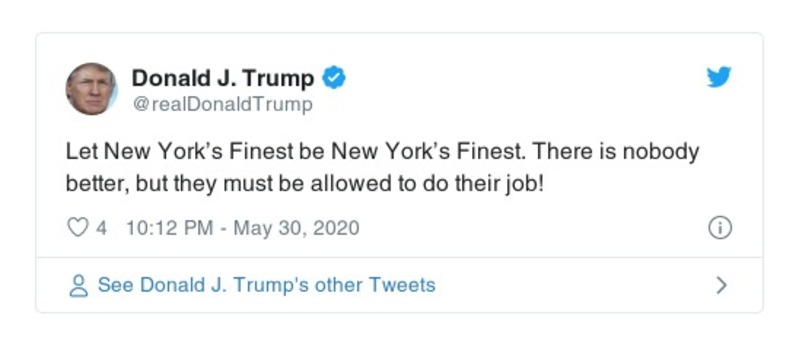 Donald J. Trump
@realDonaldTrump
Let New York’s Finest be New York’s Finest. There is nobody
better, but they must be allowed to do their job!
4 10:12 PM - May 30, 2020
See Donald J. Trump's other Tweets